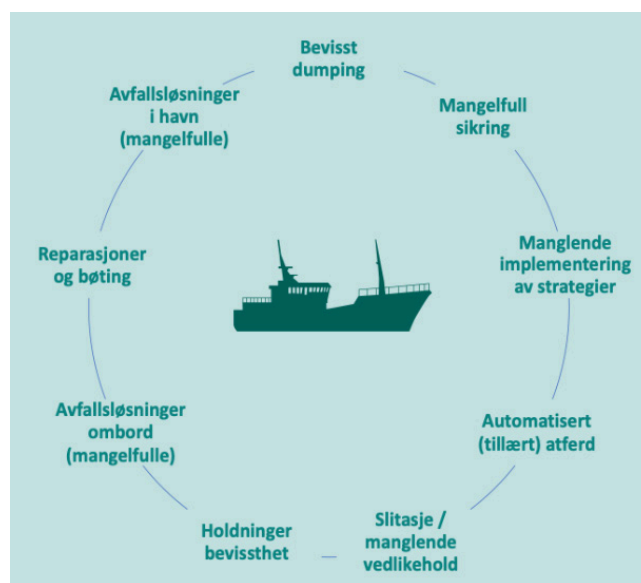 Bevisst
dumping
Mangelfull
sikring
Manglende
implementering
av strategier
Automatisert
(tillært) atferd
Slitasje /
manglende
vedlikehold
Holdninger
bevissthet
Avfallsløsninger
ombord
(mangelfulle)
Reparasjoner
og bøting
Avfallsløsninger
i havn
(mangelfulle)